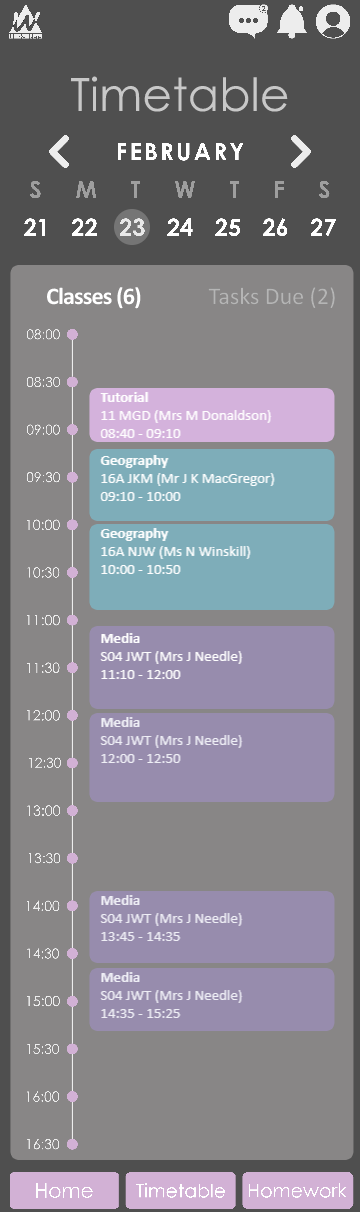 Timetable
FEBRUARY
S M T W T F S
21 22 23 24 25 26 27
Classes (6) Tasks Due (2)
08:00
08:30
Tutorial
11 MGD (Mrs M Donaldson)
08:40 - 09:10
09:00
Geography
16A JKM (Mr J K MacGregor)
09:10 - 10:00
09:30
10:00
Geography
16A NJW (Ms N Winskill)
10:00 - 10:50
10:30
11:00
Media
S04 JWT (Mrs J Needle)
11:10 - 12:00
11:30
12:00
Media
S04 JWT (Mrs J Needle)
12:00 - 12:50
12:30
13:00
13:30
14:00
Media
S04 JWT (Mrs J Needle)
13:45 - 14:35
14:30
Media
S04 JWT (Mrs J Needle)
14:35 - 15:25
15:00
15:30
16:00
16:30
Home Timetable Homework